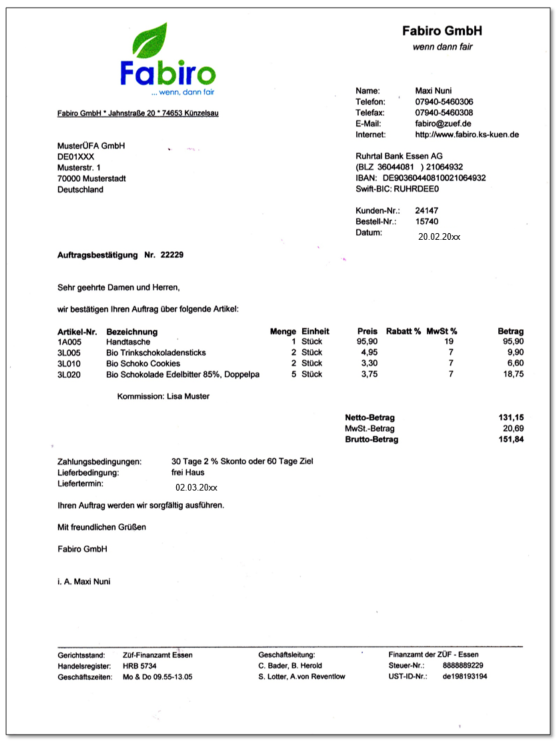 Fabiro
... wenn, dann fair
Fabiro GmbH
wenn dann fair
Name: Maxi Nuni
Telefon: 07940-5460306
Telefax: 07940-5460308
E-Mail: fabiro@zuef.de
Internet: http://www.fabiro.ks-kuen.de
Fabiro GmbH * Jahnstraße 20 * 74653 Künzelsau
MusterÜFA GmbH
DE01XXX
Musterstr. 1
70000 Musterstadt
Deutschland
Ruhrtal Bank Essen AG
(BLZ 36044081 ) 21064932
IBAN: DE90360440810021064932
Swift-BIC: RUHRDEE0
Kunden-Nr.: 24147
Bestell-Nr.: 15740
Datum: 20.02.20xx
Auftragsbestätigung Nr. 22229
Sehr geehrte Damen und Herren,
wir bestätigen Ihren Auftrag über folgende Artikel:
Artikel-Nr. Bezeichnung Menge Einheit Preis Rabatt % MwSt % Betrag
1A005 Handtasche 1 Stück 95,90 19 95,90
3L005 Bio Trinkschokoladensticks 2 Stück 4,95 7 9,90
3L010 Bio Schoko Cookies 2 Stück 3,30 7 6,60
3L020 Bio Schokolade Edelbitter 85%, Doppelpa 5 Stück 3,75 7 18,75
Kommission: Lisa Muster
Netto-Betrag 131,15
MwSt.-Betrag 20,69
Brutto-Betrag 151,84
Zahlungsbedingungen: 30 Tage 2 % Skonto oder 60 Tage Ziel
Lieferbedingung: frei Haus
Liefertermin: 02.03.20xx
Ihren Auftrag werden wir sorgfältig ausführen.
Mit freundlichen Grüßen
Fabiro GmbH
i. A. Maxi Nuni
Gerichtsstand: Züf-Finanzamt Essen
Handelsregister: HRB 5734
Geschäftszeiten: Mo & Do 09.55-13.05
Geschäftsleitung:
C. Bader, B. Herold
S. Lotter, A.von Reventlow
Finanzamt der ZÜF - Essen
Steuer-Nr.: 8888889229
UST-ID-Nr.: de198193194